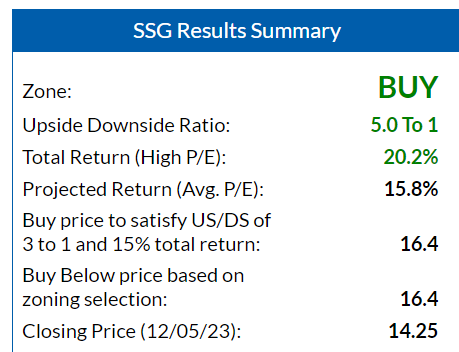 SSG Results Summary
Zone: BUY
Upside Downside Ratio: 5.0 To 1
Total Return (High P/E): 20.2%
Projected Return (Avg. P/E): 15.8%
Buy price to satisfy US/DS of
3 to 1 and 15% total return: 16.4
Buy Below price based on
zoning selection: 16.4
Closing Price (12/05/23): 14.25